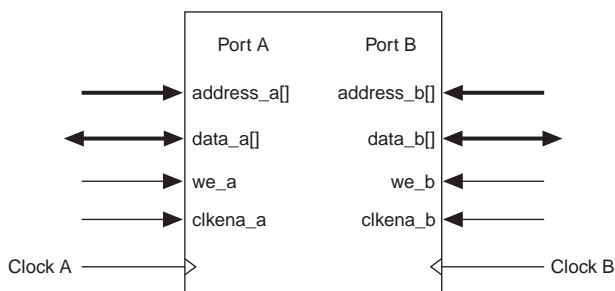 Port A Port B
address_a[] address_b[]
data_a[] data_b[]
we_a we_b
clkena_a clkena_b
Clock A Clock B